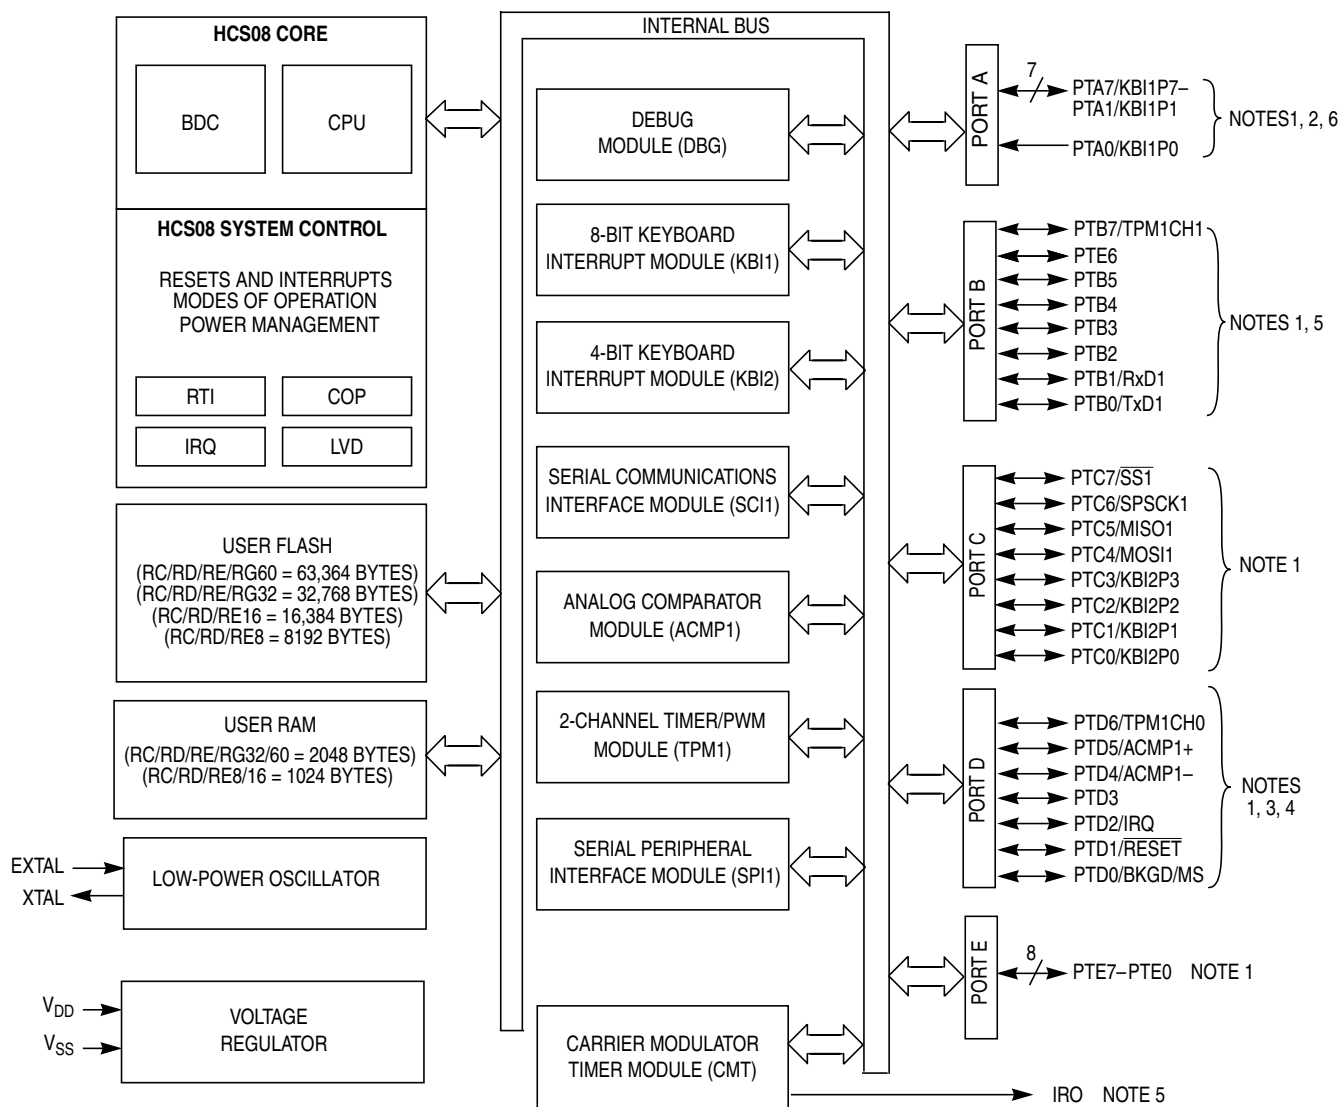 HCS08 CORE
BDC
CPU
HCS08 SYSTEM CONTROL
RESETS AND INTERRUPTS
MODES OF OPERATION
POWER MANAGEMENT
RTI
COP
IRQ
LVD
USER FLASH
(RC/RD/RE/RG60 = 63,364 BYTES)
(RC/RD/RE/RG32 = 32,768 BYTES)
(RC/RD/RE16 = 16,384 BYTES)
(RC/RD/RE8 = 8192 BYTES)
USER RAM
(RC/RD/RE/RG32/60 = 2048 BYTES)
(RC/RD/RE8/16 = 1024 BYTES)
EXTAL
XTAL
LOW-POWER OSCILLATOR
VDD
VSS
VOLTAGE
REGULATOR
INTERNAL BUS
DEBUG
MODULE (DBG)
8-BIT KEYBOARD
INTERRUPT MODULE (KBI1)
4-BIT KEYBOARD
INTERRUPT MODULE (KBI2)
SERIAL COMMUNICATIONS
INTERFACE MODULE (SCI1)
ANALOG COMPARATOR
MODULE (ACMP1)
2-CHANNEL TIMER/PWM
MODULE (TPM1)
SERIAL PERIPHERAL
INTERFACE MODULE (SPI1)
CARRIER MODULATOR
TIMER MODULE (CMT)
PORT A
7
PTA7/KBI1P7–
PTA1/KBI1P1
PTA0/KBI1P0
NOTES1, 2, 6
PORT B
PTB7/TPM1CH1
PTE6
PTB5
PTB4
PTB3
PTB2
PTB1/RxD1
PTB0/TxD1
NOTES 1, 5
PORT C
PTC7/SS1
PTC6/SPSCK1
PTC5/MISO1
PTC4/MOSI1
PTC3/KBI2P3
PTC2/KBI2P2
PTC1/KBI2P1
PTC0/KBI2P0
NOTE 1
PORT D
PTD6/TPM1CH0
PTD5/ACMP1+
PTD4/ACMP1–
PTD3
PTD2/IRQ
PTD1/RESET
PTD0/BKGD/MS
NOTES
1, 3, 4
PORT E
8
PTE7–PTE0 NOTE 1
IRO NOTE 5